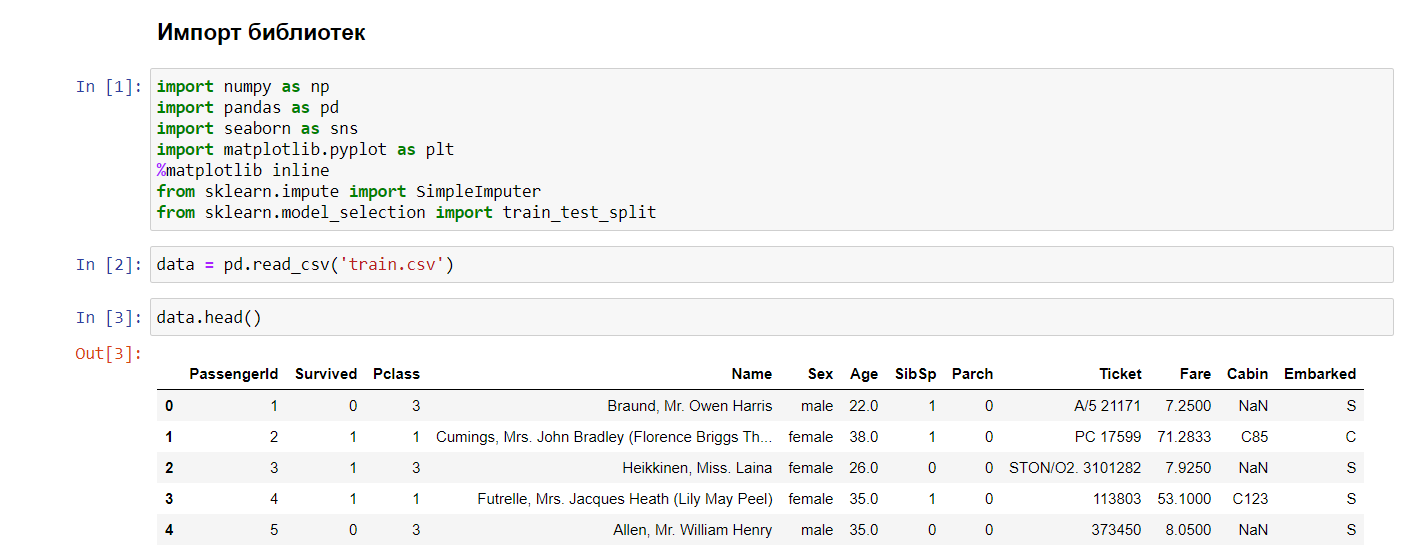 Импорт библиотек
In [1]: import numpy as np
import pandas as pd
import seaborn as sns
import matplotlib.pyplot as plt
%matplotlib inline
from sklearn.impute import SimpleImputer
from sklearn.model_selection import train_test_split
In [2]: data = pd.read_csv('train.csv')
In [3]: data.head()
Out[3]:
PassengerId Survived Pclass Name Sex Age SibSp Parch Ticket Fare Cabin Embarked
0 1 0 3 Braund, Mr. Owen Harris male 22.0 1 0 A/5 21171 7.2500 NaN S
1 2 1 1 Cumings, Mrs. John Bradley (Florence Briggs Th... female 38.0 1 0 PC 17599 71.2833 C85 C
2 3 1 3 Heikkinen, Miss. Laina female 26.0 0 0 STON/O2. 3101282 7.9250 NaN S
3 4 1 1 Futrelle, Mrs. Jacques Heath (Lily May Peel) female 35.0 1 0 113803 53.1000 C123 S
4 5 0 3 Allen, Mr. William Henry male 35.0 0 0 373450 8.0500 NaN S